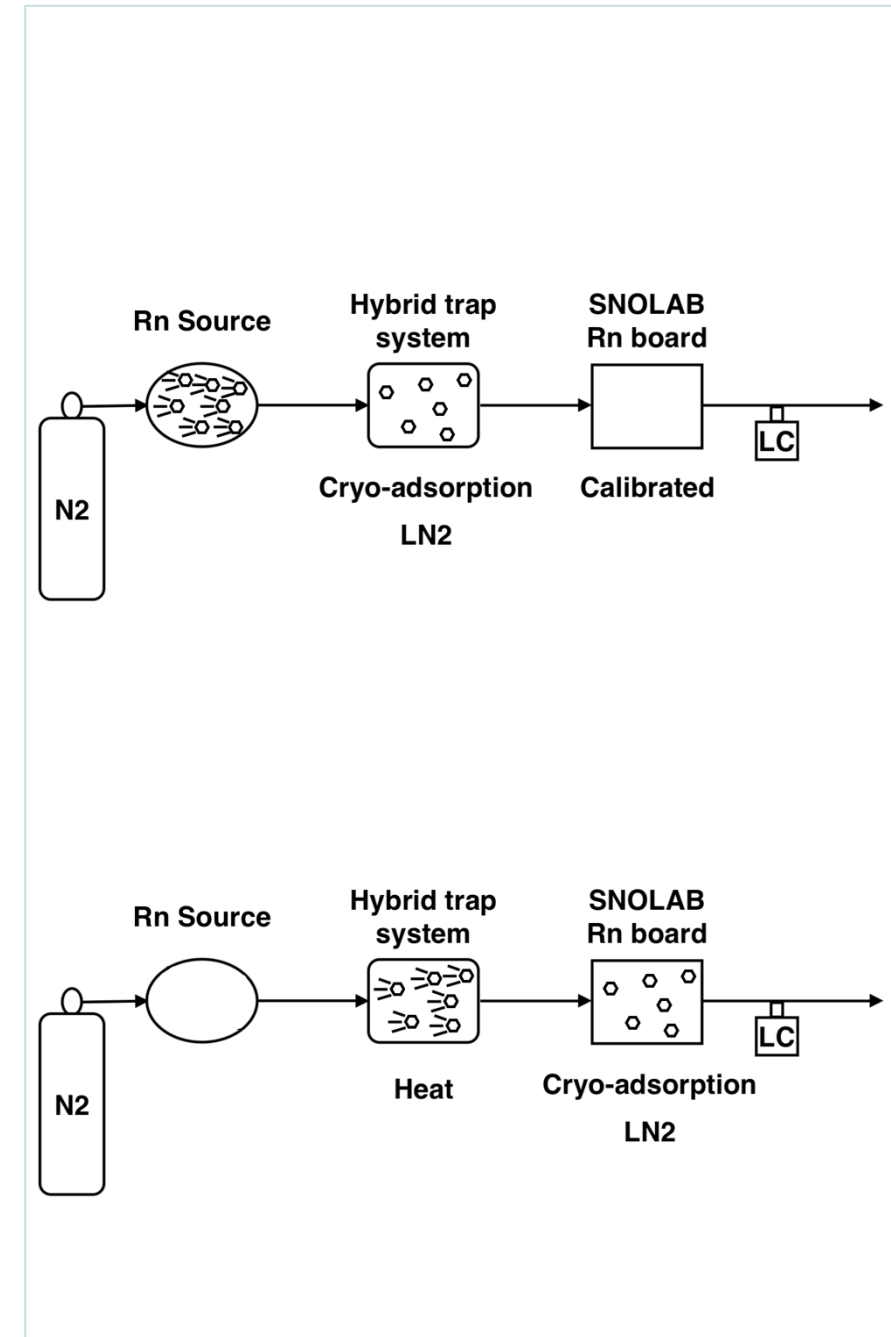 Rn Source
Hybrid trap
system
SNOLAB
Rn board
N2
LC
Cryo-adsorption
LN2
Calibrated
Rn Source
Hybrid trap
system
SNOLAB
Rn board
N2
LC
Heat
Cryo-adsorption
LN2